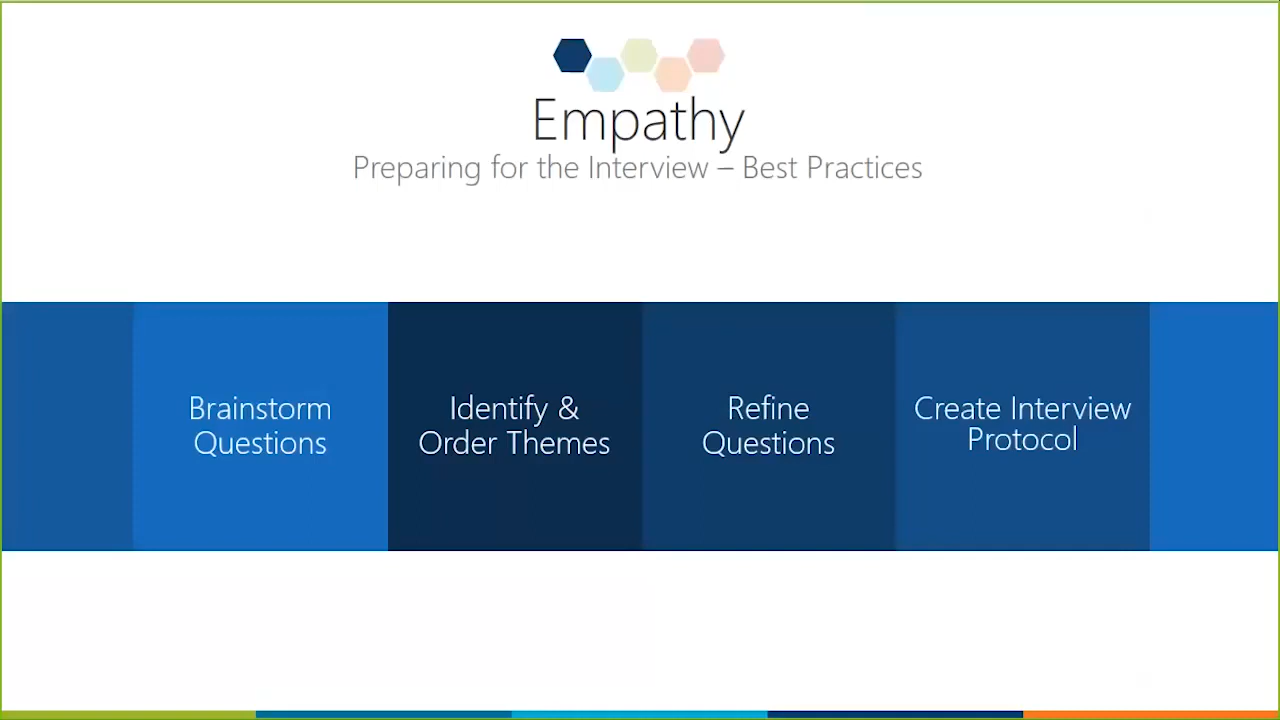 Empathy
Preparing for the Interview – Best Practices
Brainstorm
Questions
Identify &
Order Themes
Refine
Questions
Create Interview
Protocol